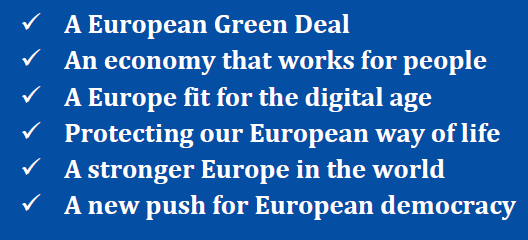 ✓ A European Green Deal
✓ An economy that works for people
✓ A Europe fit for the digital age
✓ Protecting our European way of life
✓ A stronger Europe in the world
✓ A new push for European democracy